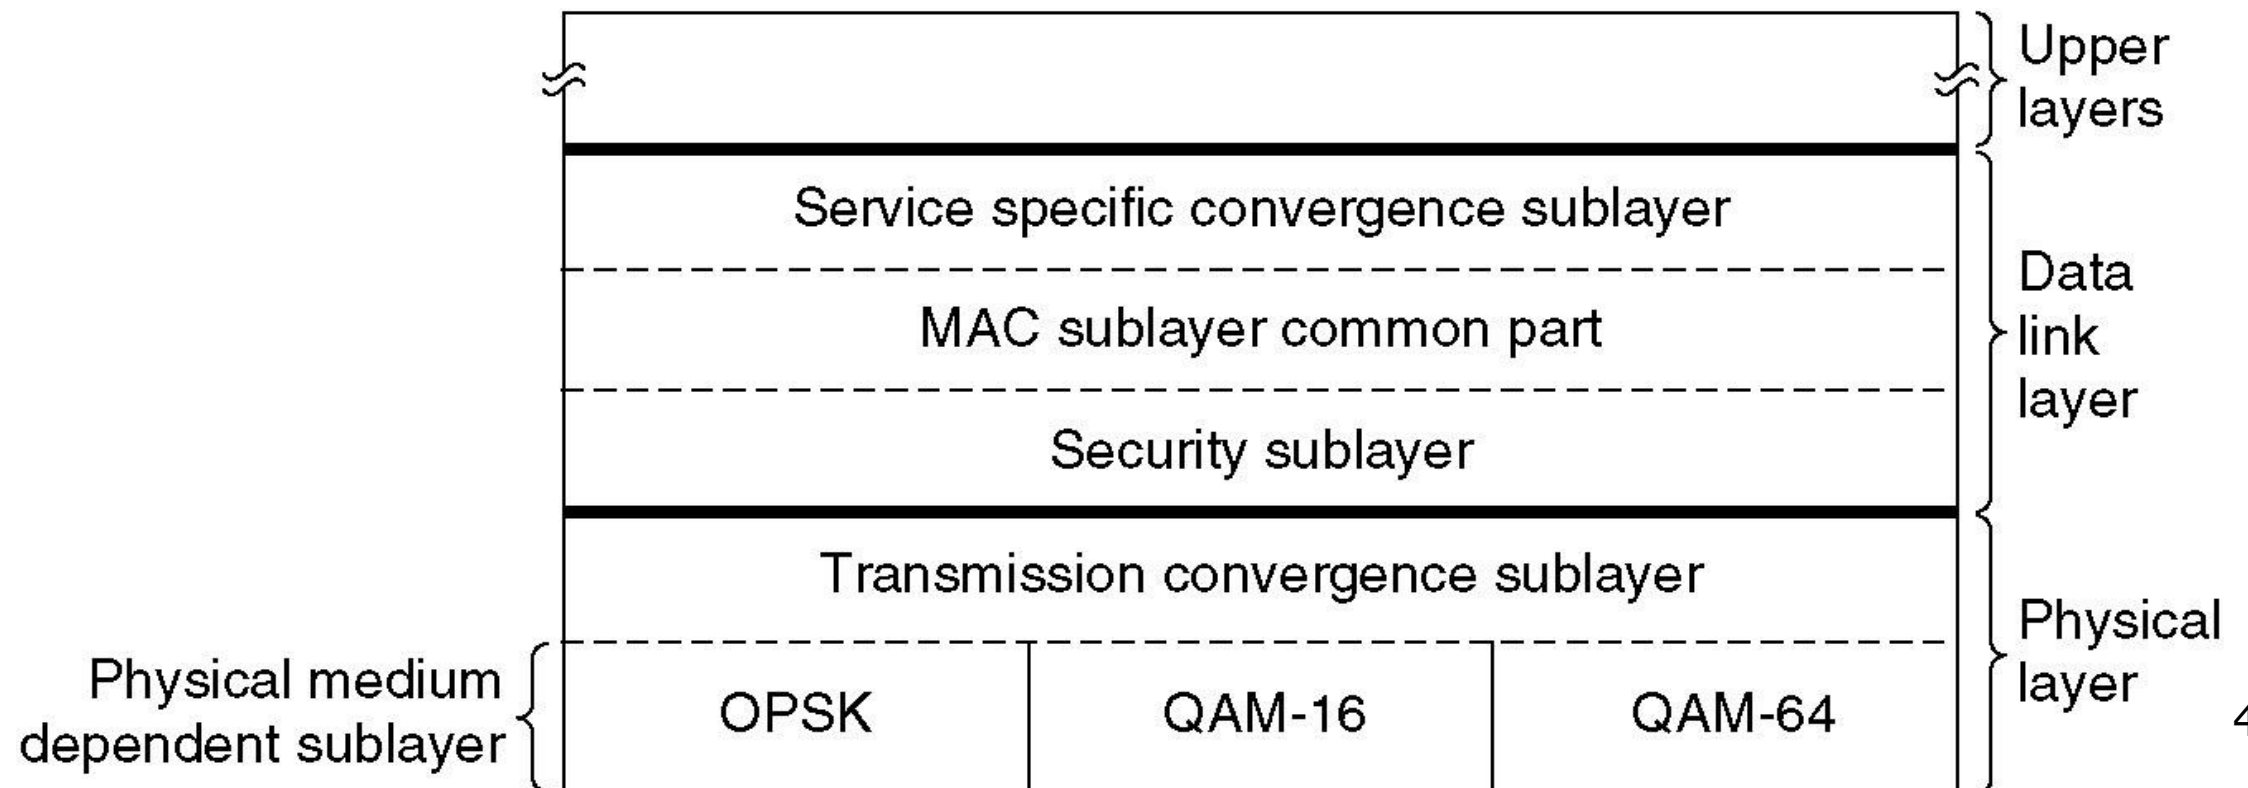 Upper
layers
Service specific convergence sublayer
Data
link
layer
MAC sublayer common part
Security sublayer
Transmission convergence sublayer
Physical
layer
Physical medium
dependent sublayer
OPSK
QAM-16
QAM-64
4